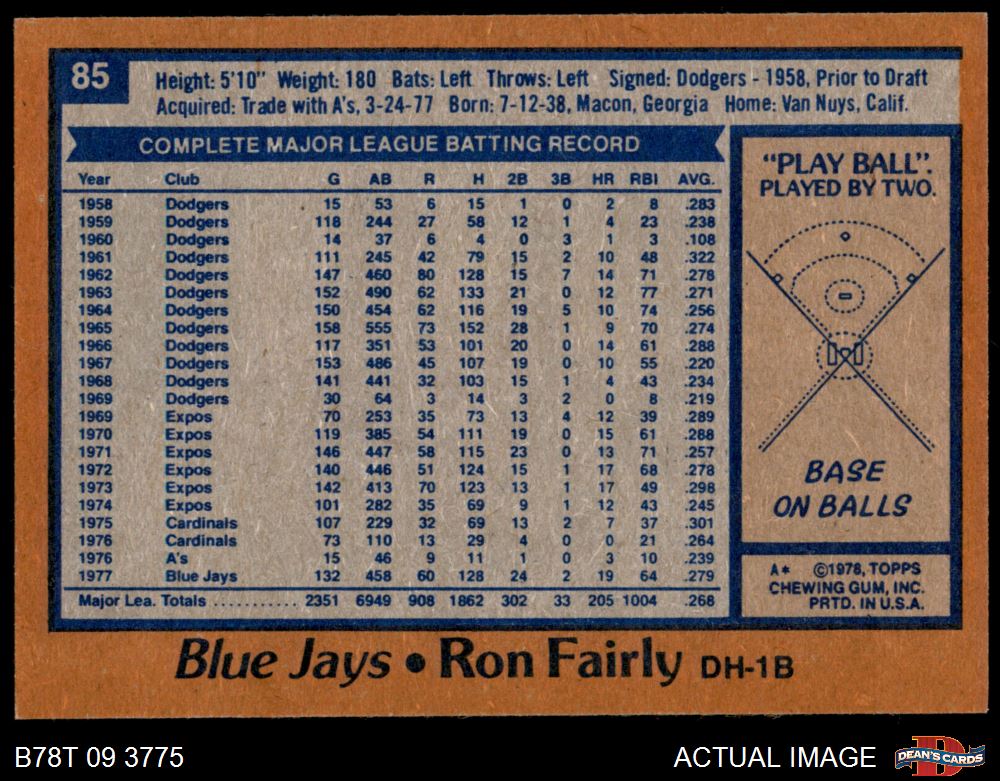 85
Height: 5'10" Weight: 180 Bats: Left Throws: Left Signed: Dodgers - 1958, Prior to Draft
Acquired: Trade with A's, 3-24-77 Born: 7-12-38, Macon, Georgia Home: Van Nuys, Calif.
COMPLETE MAJOR LEAGUE BATTING RECORD
Year Club G AB R H 2B 3B HR RBI AVG.
1958 Dodgers 15 53 6 15 1 0 2 8 .283
1959 Dodgers 118 244 27 58 12 1 4 23 .238
1960 Dodgers 14 37 6 4 0 3 1 3 .108
1961 Dodgers 111 245 42 79 15 2 10 48 .322
1962 Dodgers 147 460 80 128 15 7 14 71 .278
1963 Dodgers 152 490 62 133 21 0 12 77 .271
1964 Dodgers 150 454 62 116 19 5 10 74 .256
1965 Dodgers 158 555 73 152 28 1 9 70 .274
1966 Dodgers 117 351 53 101 20 0 14 61 .288
1967 Dodgers 153 486 45 107 19 0 10 55 .220
1968 Dodgers 141 441 32 103 15 1 4 43 .234
1969 Dodgers 30 64 3 14 3 2 0 8 .219
1969 Expos 70 253 35 73 13 4 12 39 .289
1970 Expos 119 385 54 111 19 0 15 61 .288
1971 Expos 146 447 58 115 23 0 13 71 .257
1972 Expos 140 446 51 124 15 1 17 68 .278
1973 Expos 142 413 70 123 13 1 17 49 .298
1974 Expos 101 282 35 69 9 1 12 43 .245
1975 Cardinals 107 229 32 69 13 2 7 37 .301
1976 Cardinals 73 110 13 29 4 0 0 21 .264
1976 A's 15 46 9 11 1 0 3 10 .239
1977 Blue Jays 132 458 60 128 24 2 19 64 .279
Major Lea. Totals ........... 2351 6949 908 1862 302 33 205 1004 .268
"PLAY BALL".
PLAYED BY TWO.
BASE
ON BALLS
A* ©1978, TOPPS
CHEWING GUM, INC.
PRTD. IN U.S.A.
Blue Jays • Ron Fairly DH-1B
B78T 09 3775
ACTUAL IMAGE
D
DEAN'S CARDS